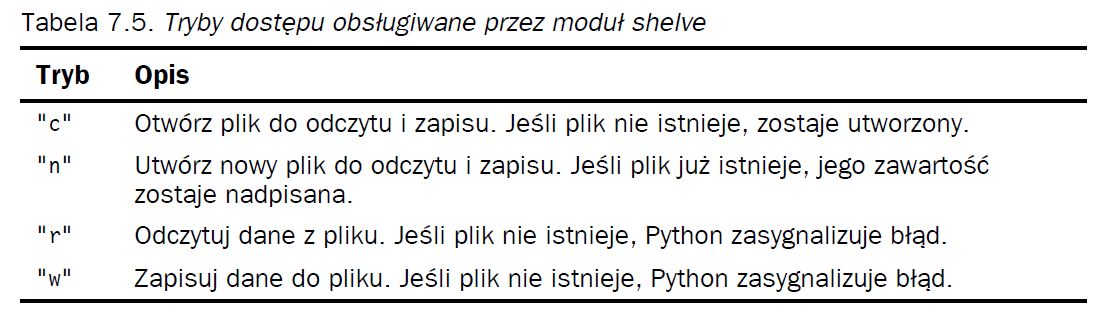 Tabela 7.5. Tryby dostępu obsługiwane przez moduł shelve
Tryb Opis
"c" Otwórz plik do odczytu i zapisu. Jeśli plik nie istnieje, zostaje utworzony.
"n" Utwórz nowy plik do odczytu i zapisu. Jeśli plik już istnieje, jego zawartość
zostaje nadpisana.
"r" Odczytuj dane z pliku. Jeśli plik nie istnieje, Python zasygnalizuje błąd.
"w" Zapisuj dane do pliku. Jeśli plik nie istnieje, Python zasygnalizuje błąd.